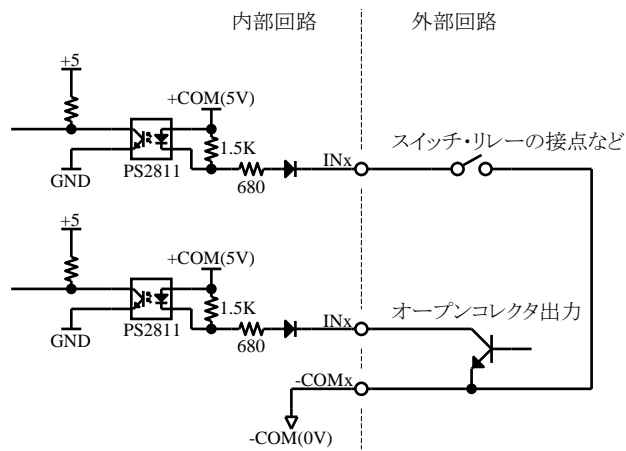 内部回路
外部回路
+5
+COM(5V)
1.5K
スイッチ・リレーの接点など
INx
680
GND
PS2811
+5
+COM(5V)
1.5K
オープンコレクタ出力
INx
680
GND
PS2811
-COMx
-COM(0V)